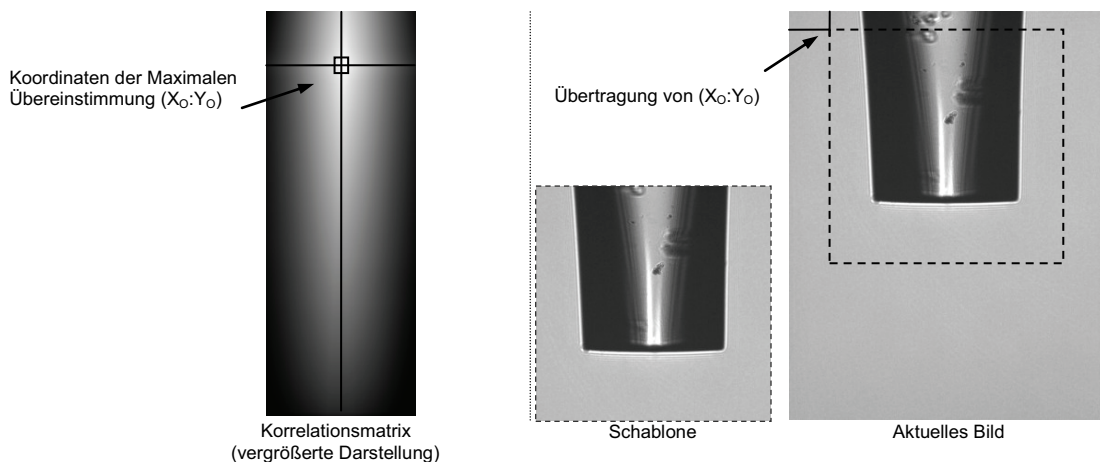 Koordinaten der Maximalen
Übereinstimmung (X₀:Y₀)
Korrelationsmatrix
(vergrößerte Darstellung)
Übertragung von (X₀:Y₀)
Schablone
Aktuelles Bild